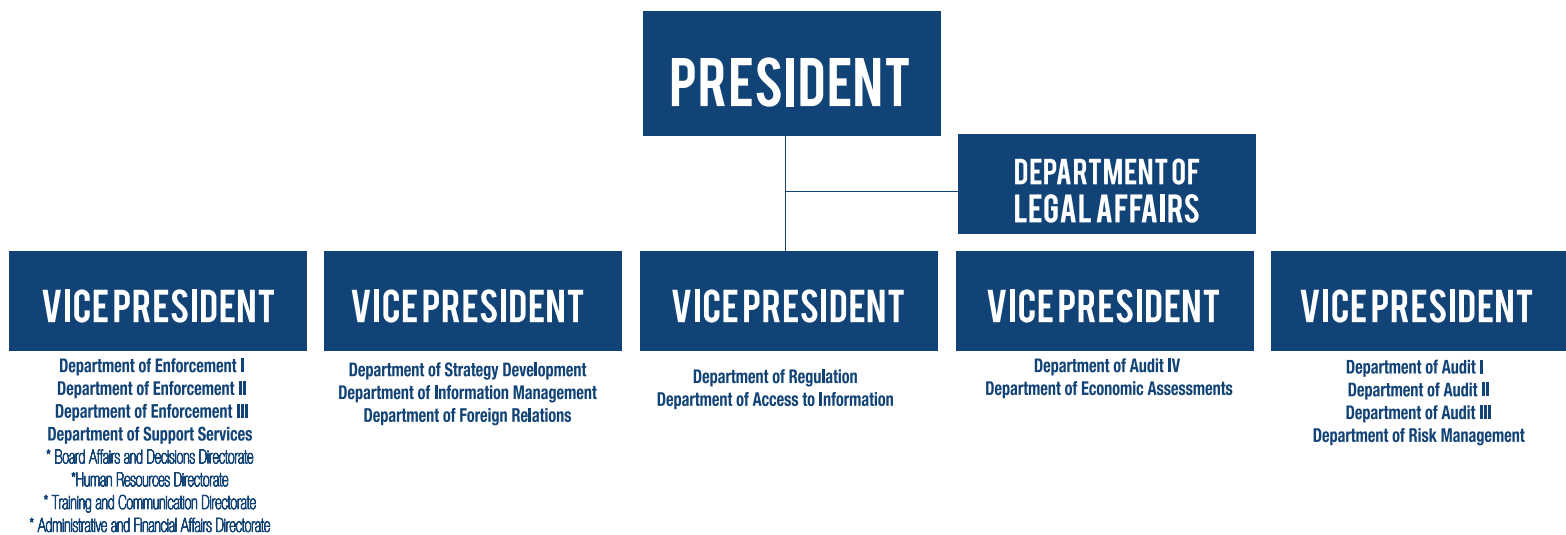 PRESIDENT
DEPARTMENT OF
LEGAL AFFAIRS
VICE PRESIDENT
Department of Enforcement I
Department of Enforcement II
Department of Enforcement III
Department of Support Services
* Board Affairs and Decisions Directorate
*Human Resources Directorate
* Training and Communication Directorate
* Administrative and Financial Affairs Directorate
VICE PRESIDENT
Department of Strategy Development
Department of Information Management
Department of Foreign Relations
VICE PRESIDENT
Department of Regulation
Department of Access to Information
VICE PRESIDENT
Department of Audit IV
Department of Economic Assessments
VICE PRESIDENT
Department of Audit I
Department of Audit II
Department of Audit III
Department of Risk Management